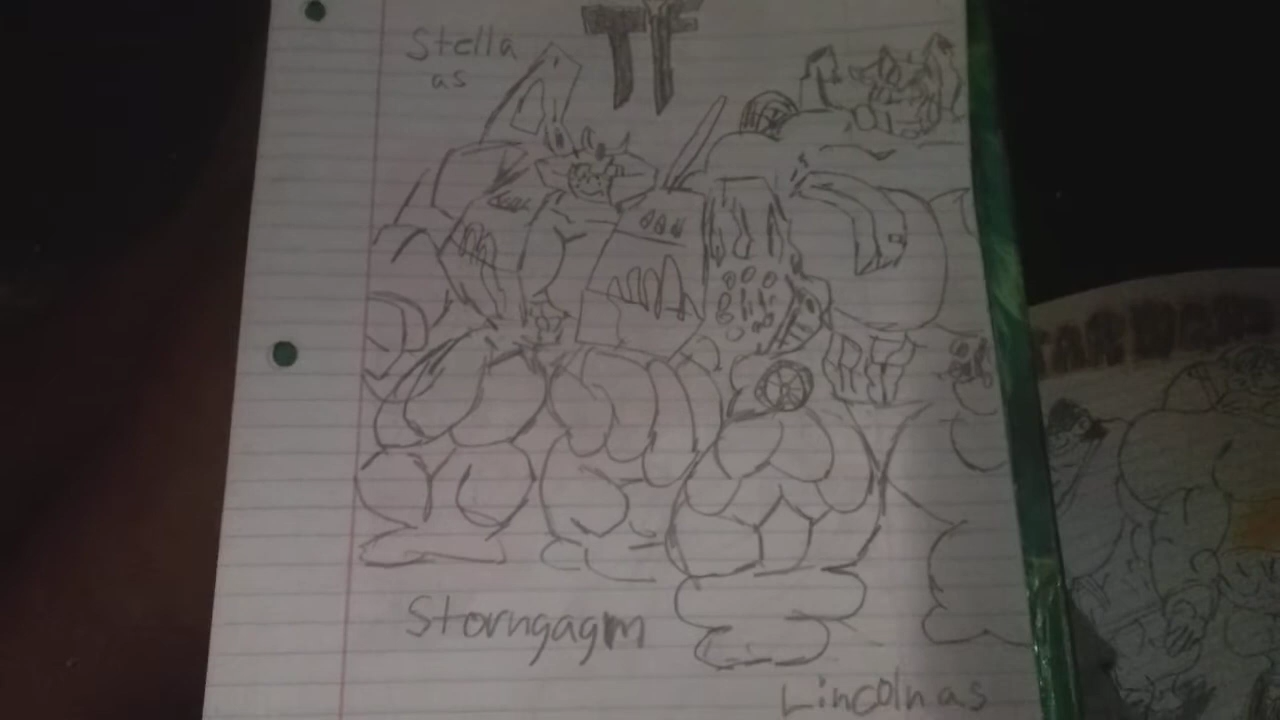 TF
Stella
as
Storngagm
Lincoln as